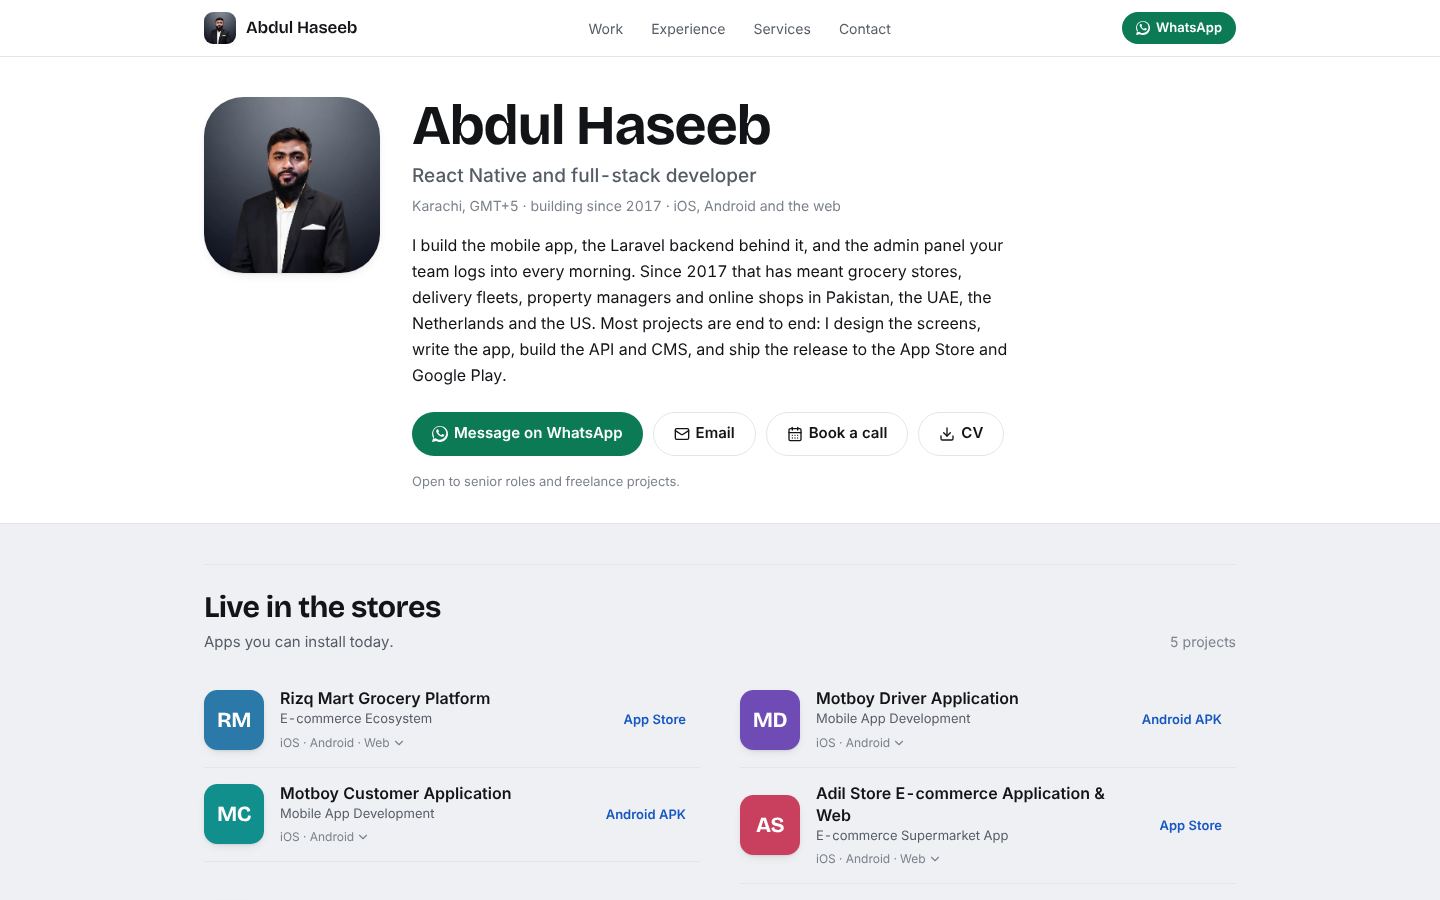 Abdul Haseeb
Work
Experience
Services
Contact
WhatsApp
Abdul Haseeb
React Native and full-stack developer
Karachi, GMT+5 · building since 2017 · iOS, Android and the web
I build the mobile app, the Laravel backend behind it, and the admin panel your
team logs into every morning. Since 2017 that has meant grocery stores,
delivery fleets, property managers and online shops in Pakistan, the UAE, the
Netherlands and the US. Most projects are end to end: I design the screens,
write the app, build the API and CMS, and ship the release to the App Store and
Google Play.
Message on WhatsApp
Email
Book a call
CV
Open to senior roles and freelance projects.
Live in the stores
Apps you can install today.
5 projects
RM
Rizq Mart Grocery Platform
E-commerce Ecosystem
iOS · Android · Web
App Store
MD
Motboy Driver Application
Mobile App Development
iOS · Android
Android APK
MC
Motboy Customer Application
Mobile App Development
iOS · Android
Android APK
AS
Adil Store E-commerce Application &
Web
E-commerce Supermarket App
iOS · Android · Web
App Store